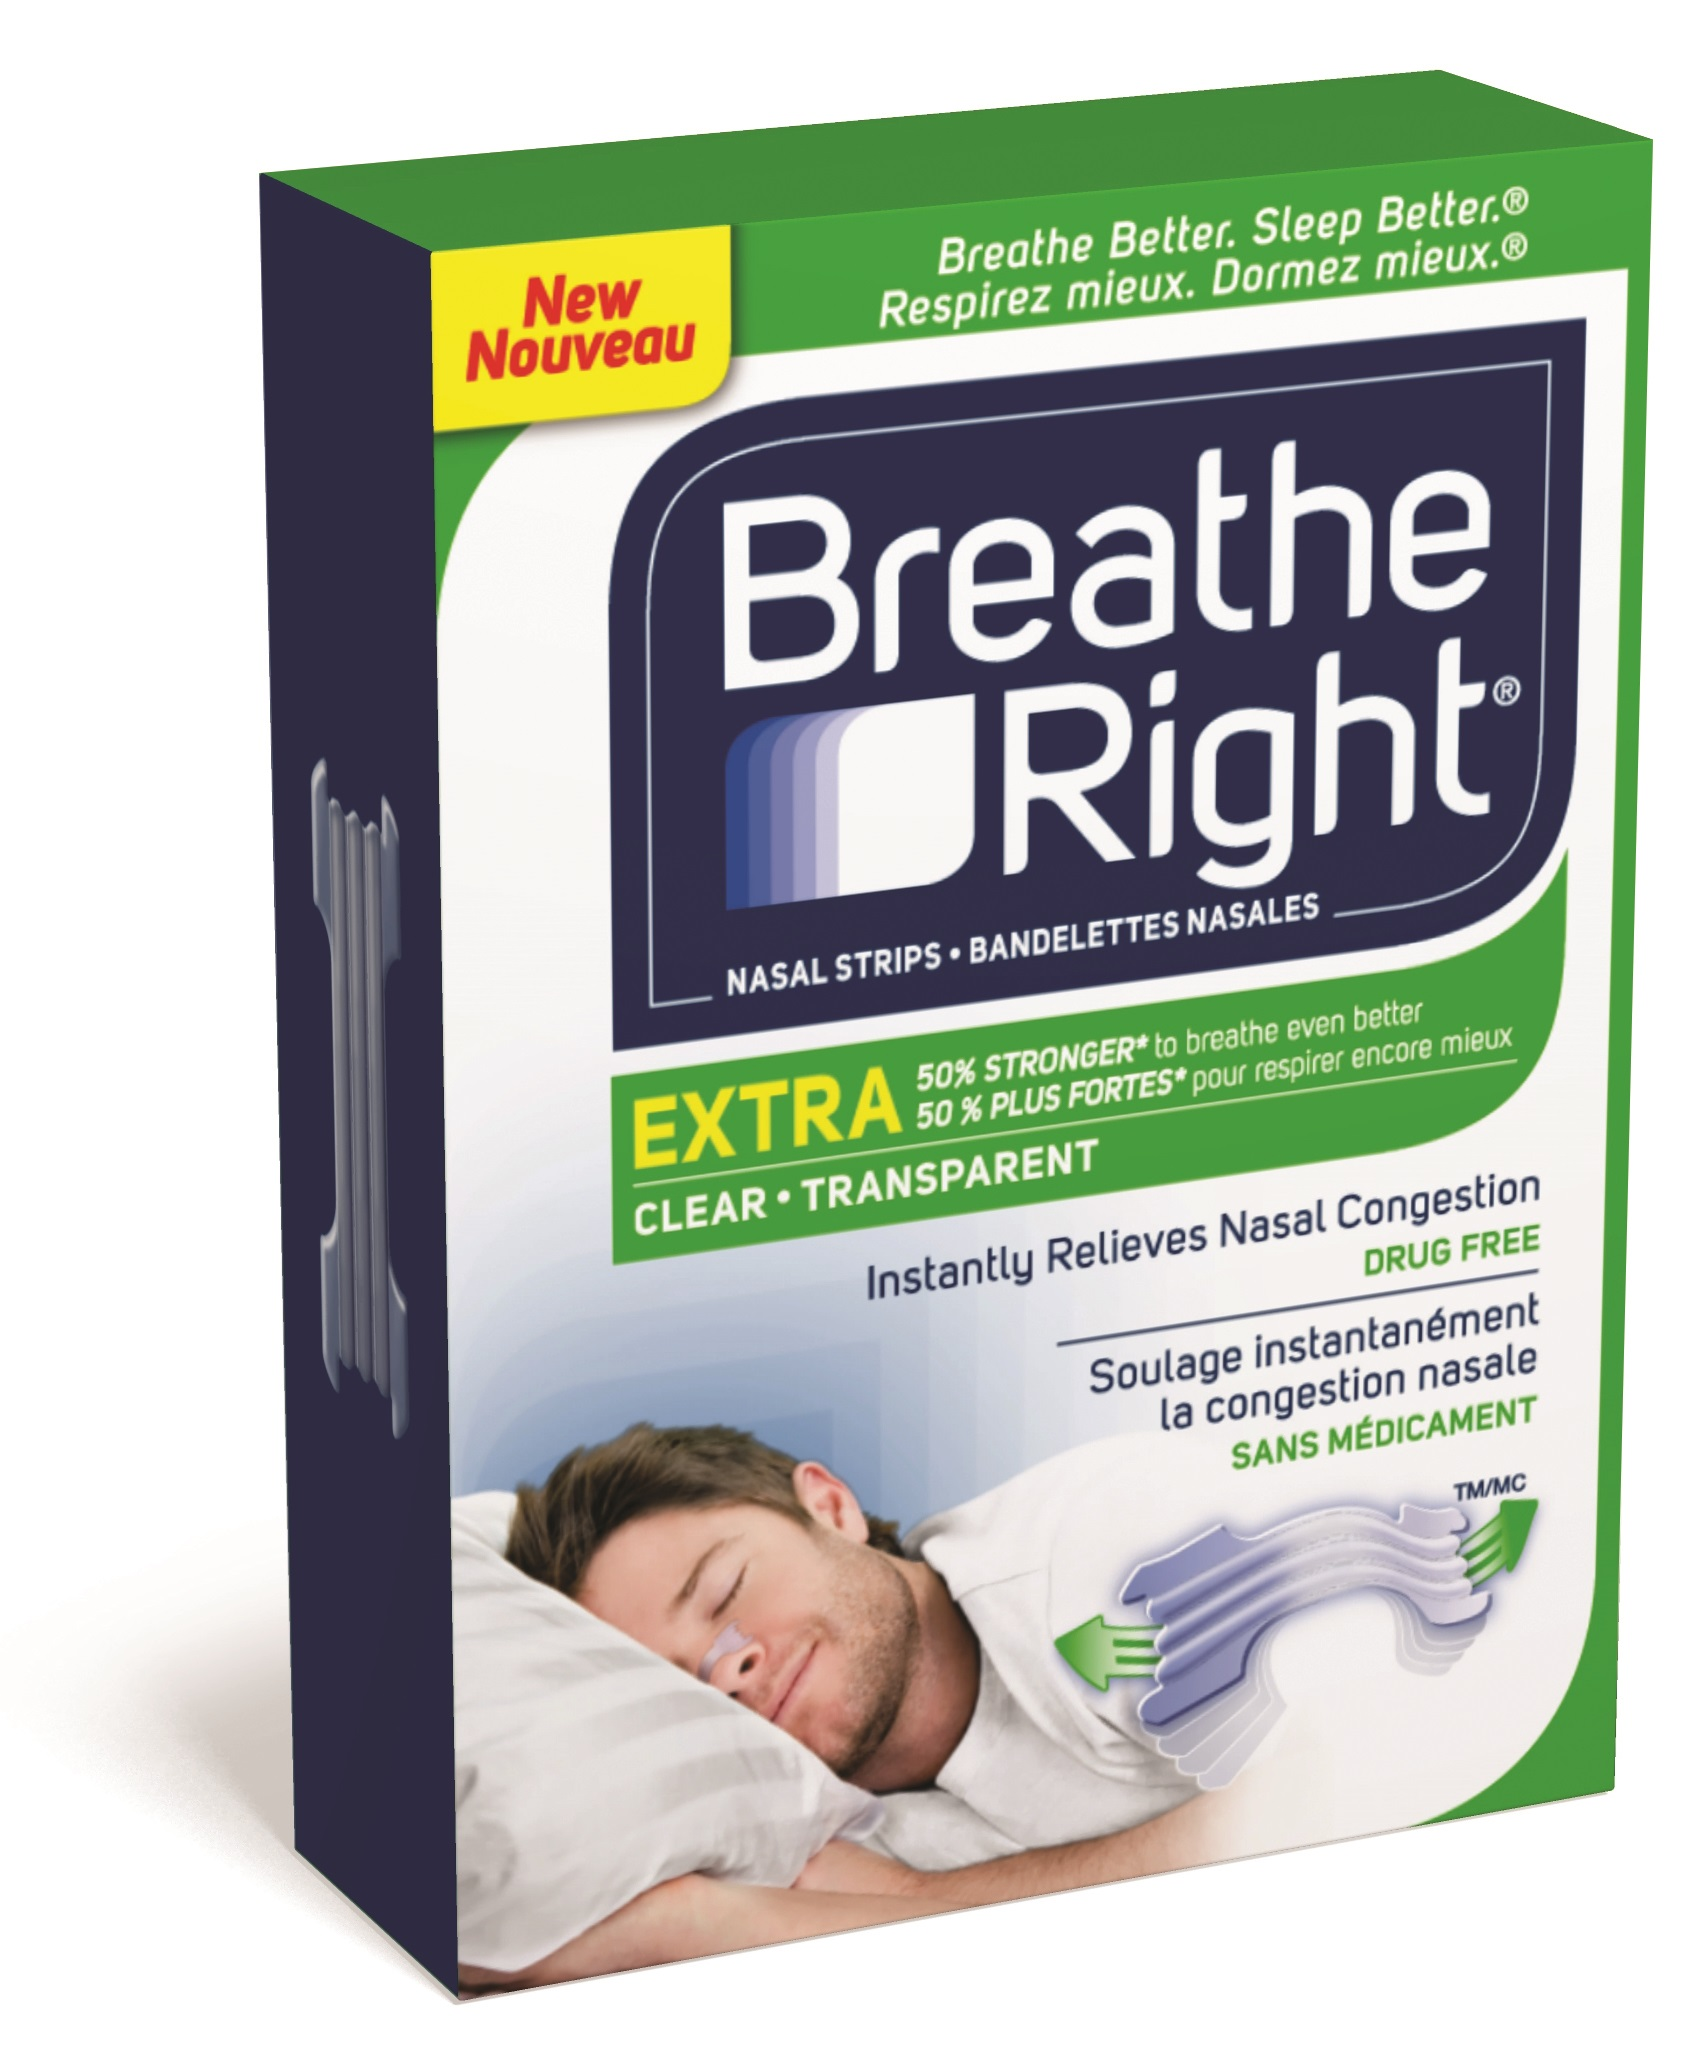 New
Nouveau
Breathe Better. Sleep Better.®
Respirez mieux. Dormez mieux.®
Breathe
Right®
NASAL STRIPS • BANDELETTES NASALES
EXTRA
50% STRONGER* to breathe even better
50 % PLUS FORTES* pour respirer encore mieux
CLEAR • TRANSPARENT
Instantly Relieves Nasal Congestion
DRUG FREE
Soulage instantanément
la congestion nasale
SANS MÉDICAMENT
TM/MC